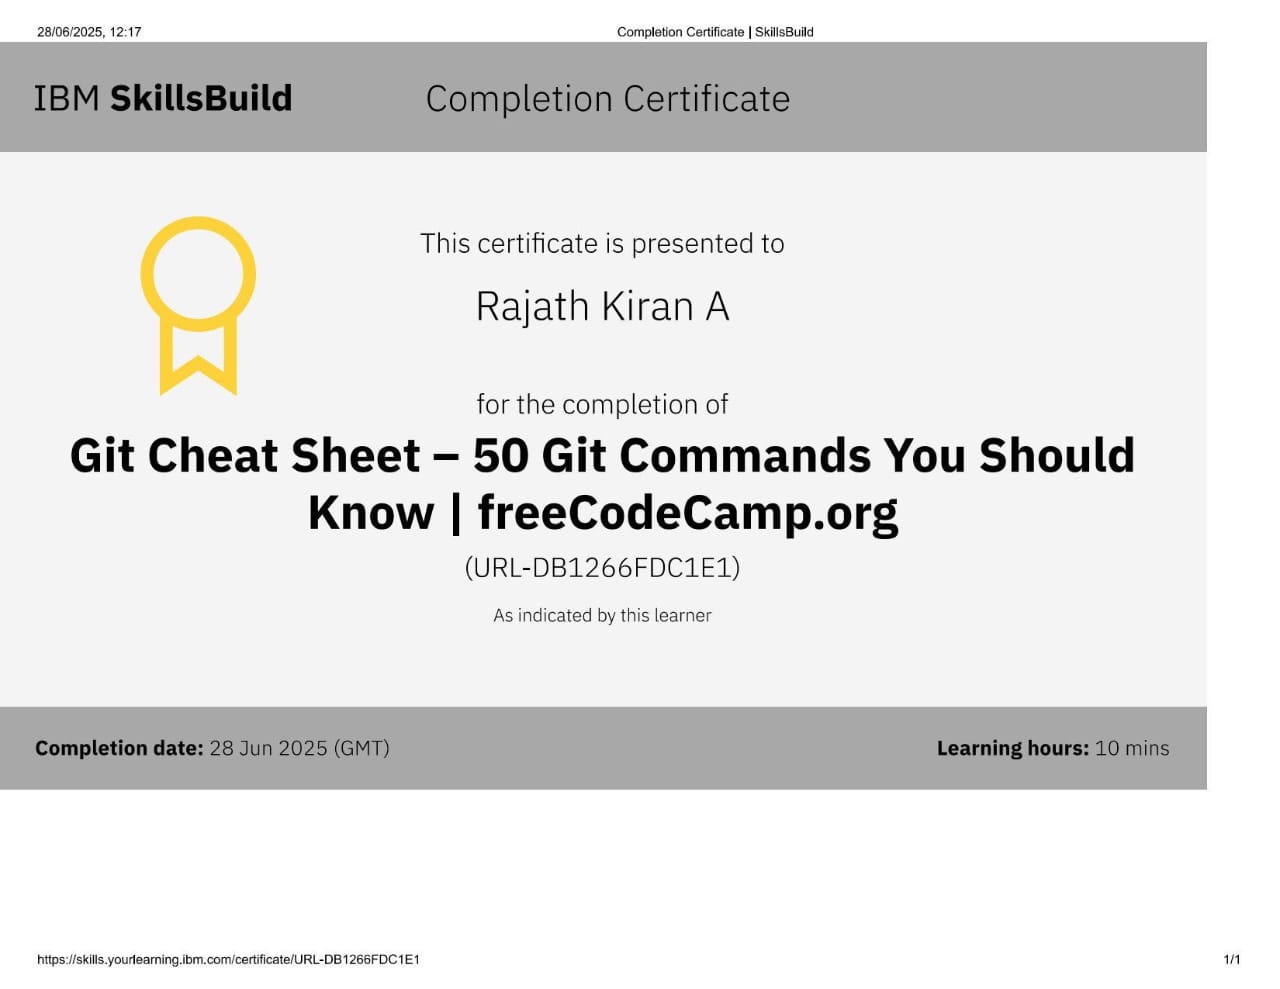 28/06/2025, 12:17
Completion Certificate | SkillsBuild
IBM SkillsBuild
Completion Certificate
This certificate is presented to
Rajath Kiran A
for the completion of
Git Cheat Sheet – 50 Git Commands You Should
Know | freeCodeCamp.org
(URL-DB1266FDC1E1)
As indicated by this learner
Completion date: 28 Jun 2025 (GMT)
Learning hours: 10 mins
https://skills.yourlearning.ibm.com/certificate/URL-DB1266FDC1E1
1/1